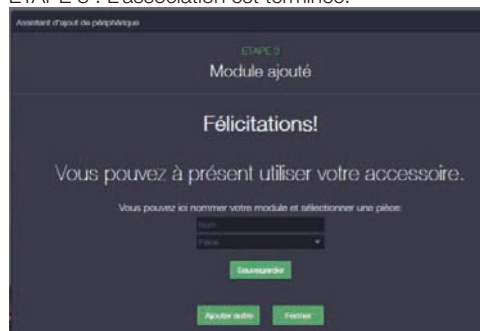 ETAPE 3 : L'association est terminée.
Assistant d'ajout de périphérique
ETAPE 3
Module ajouté
Félicitations!
Vous pouvez à présent utiliser votre accessoire.
Vous pouvez ici nommer votre module et sélectionner une pièce:
Nom
Pièce
Sauvegarder
Ajouter autre
Fermer